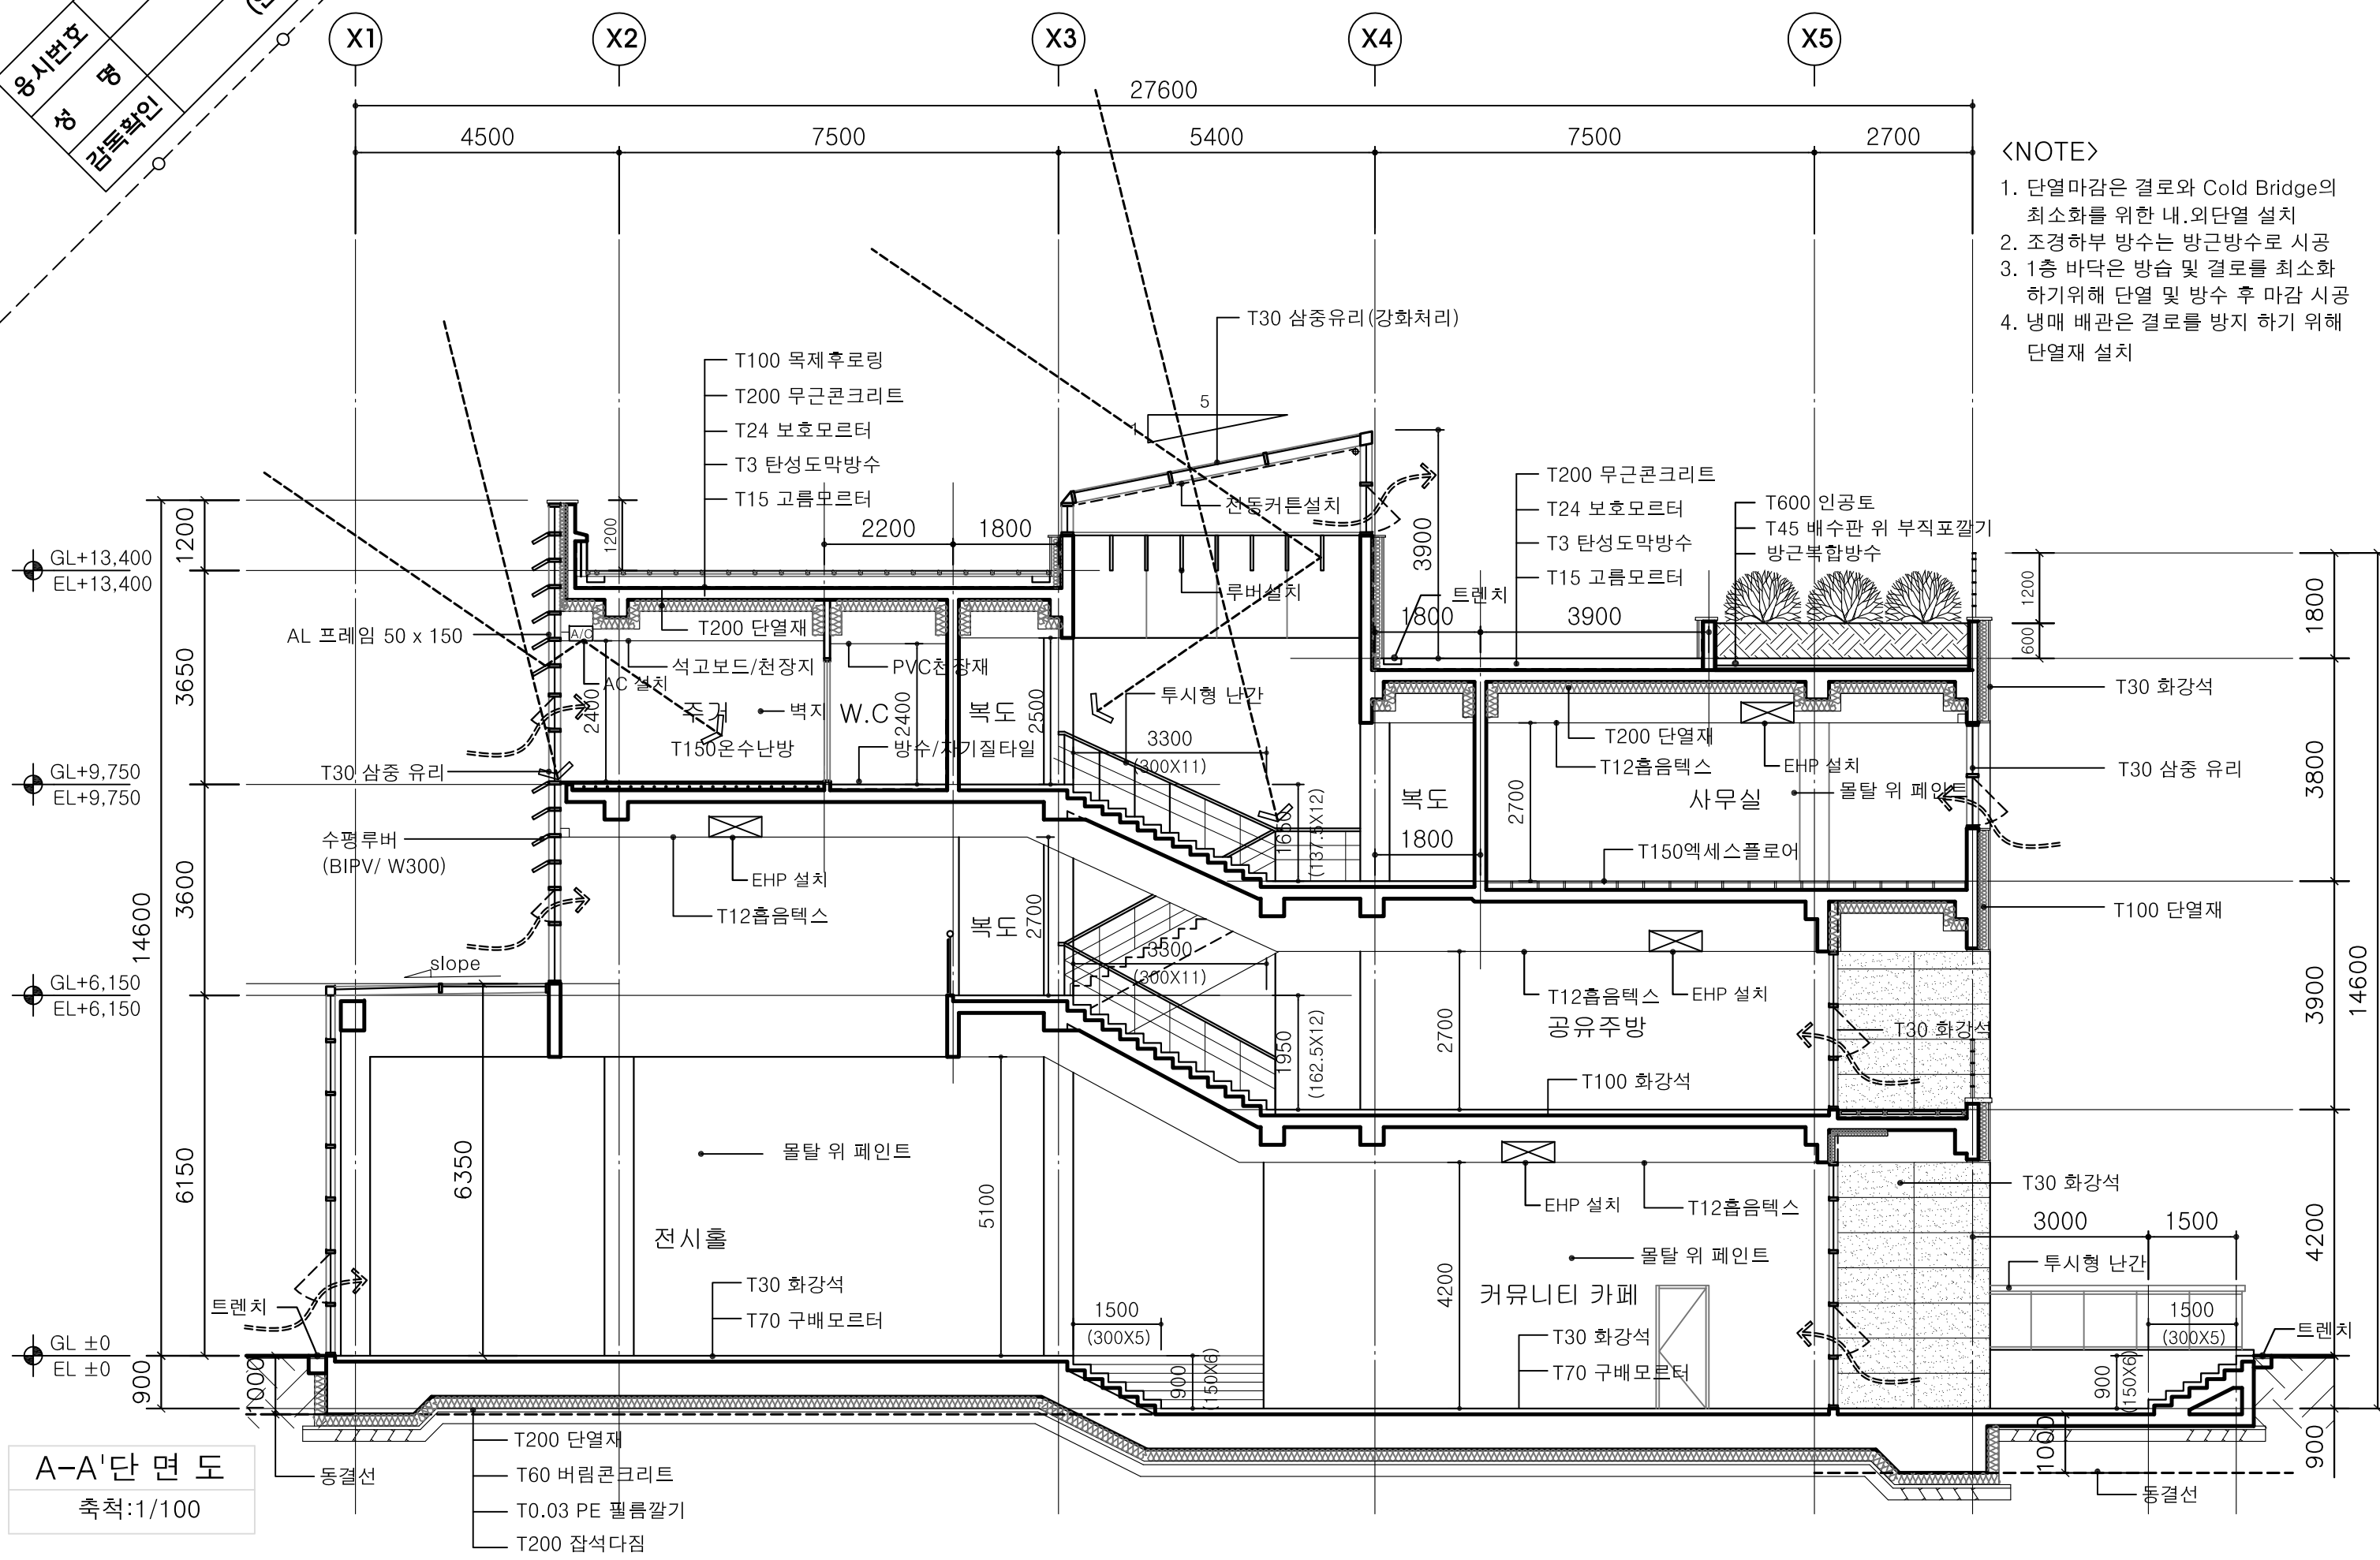 응시번호
성 명
감독확인
X1
X2
X3
X4
X5
27600
4500
7500
5400
7500
2700
<NOTE>
1. 단열마감은 결로와 Cold Bridge의
최소화를 위한 내.외단열 설치
2. 조경하부 방수는 방근방수로 시공
3. 1층 바닥은 방습 및 결로를 최소화
하기위해 단열 및 방수 후 마감 시공
4. 냉매 배관은 결로를 방지 하기 위해
단열재 설치
T30 삼중유리(강화처리)
T100 목제후로링
T200 무근콘크리트
T24 보호모르터
T3 탄성도막방수
T15 고름모르터
5
1
전동커튼설치
루버설치
3900
T200 무근콘크리트
T24 보호모르터
T3 탄성도막방수
T15 고름모르터
T600 인공토
T45 배수판 위 부직포깔기
방근복합방수
트렌치
1800
3900
2200
1800
1200
1200
GL+13,400
EL+13,400
3650
14600
AL 프레임 50 x 150
A/C
AC 설치
T200 단열재
석고보드/천장지
PVC천장재
2400
주거
벽지
W.C
2400
복도
2500
T150온수난방
방수/자기질타일
투시형 난간
3300
(300X11)
1650
(137.5X12)
복도
1800
2700
T200 단열재
T12흡음텍스
EHP 설치
사무실
몰탈 위 페인트
T150엑세스플로어
1200
600
1800
T30 화강석
T30 삼중 유리
3800
T100 단열재
GL+9,750
EL+9,750
T30 삼중 유리
수평루버
(BIPV/ W300)
3600
EHP 설치
T12흡음텍스
복도
2700
3300
(300X11)
1950
(162.5X12)
2700
T12흡음텍스
EHP 설치
공유주방
T30 화강석
T100 화강석
3900
14600
slope
GL+6,150
EL+6,150
6150
6350
몰탈 위 페인트
전시홀
5100
T30 화강석
T70 구배모르터
1500
(300X5)
900
(150X6)
4200
EHP 설치
T12흡음텍스
몰탈 위 페인트
커뮤니티 카페
T30 화강석
T70 구배모르터
T30 화강석
3000
1500
투시형 난간
1500
(300X5)
트렌치
900
(150X6)
4200
트렌치
GL ±0
EL ±0
900
1000
동결선
T200 단열재
T60 버림콘크리트
T0.03 PE 필름깔기
T200 잡석다짐
1000
900
동결선
A-A'단 면 도
축척:1/100